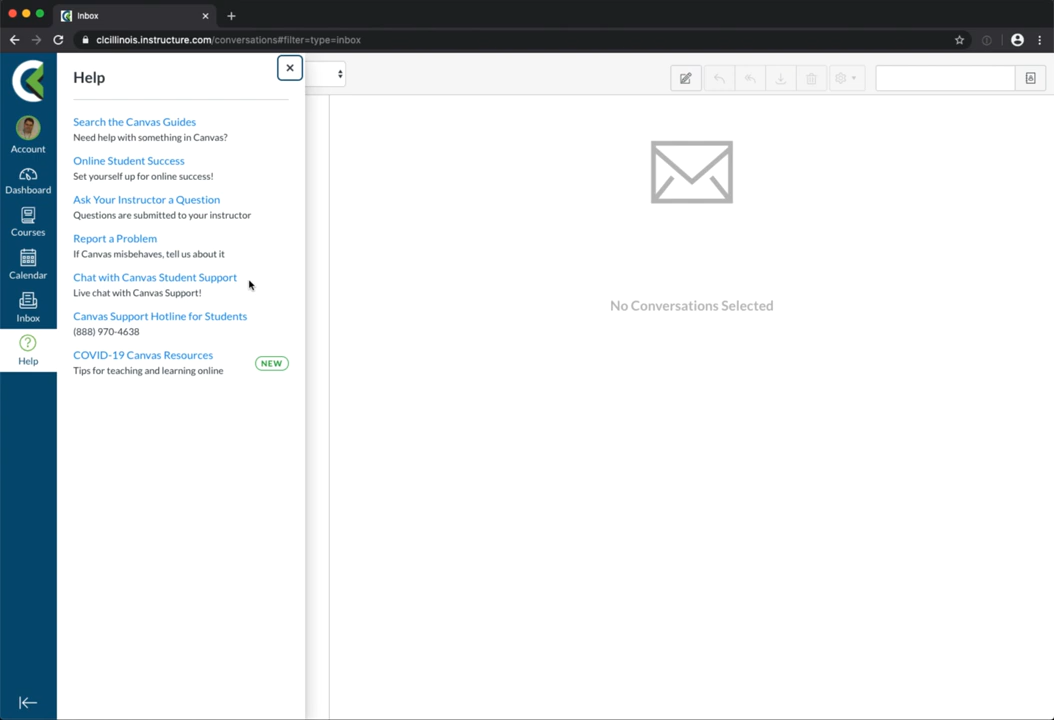 Inbox
clcillinois.instructure.com/conversations#filter=type=inbox
Account
Dashboard
Courses
Calendar
Inbox
Help
Help
Search the Canvas Guides
Need help with something in Canvas?
Online Student Success
Set yourself up for online success!
Ask Your Instructor a Question
Questions are submitted to your instructor
Report a Problem
If Canvas misbehaves, tell us about it
Chat with Canvas Student Support
Live chat with Canvas Support!
Canvas Support Hotline for Students
(888) 970-4638
COVID-19 Canvas Resources
NEW
Tips for teaching and learning online
No Conversations Selected